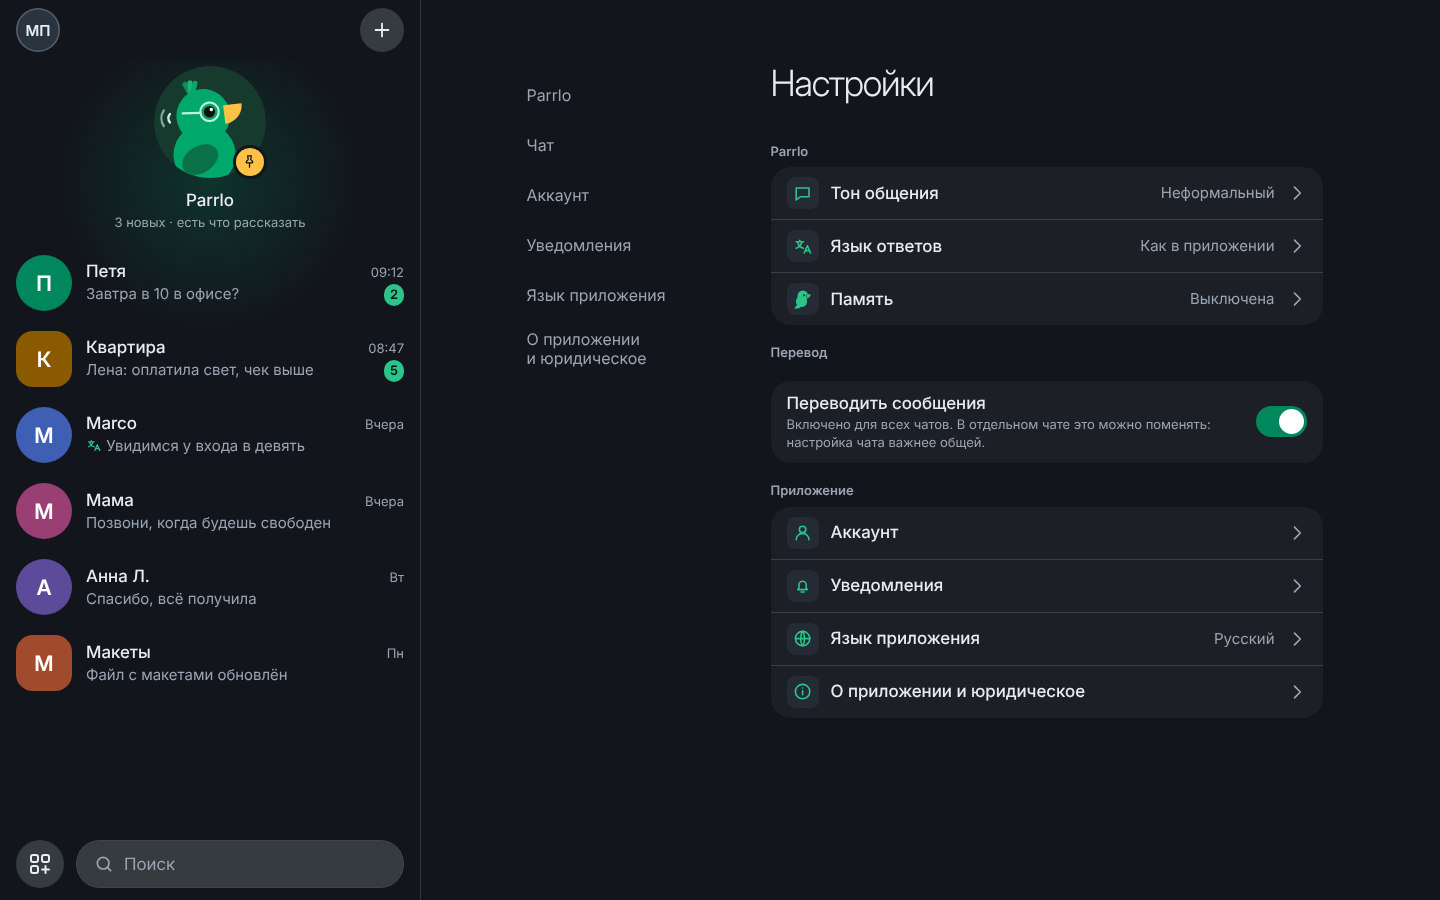 МП
Parrlo
3 новых · есть что рассказать
Петя
09:12
Завтра в 10 в офисе?
2
Квартира
08:47
Лена: оплатила свет, чек выше
5
Marco
Вчера
Увидимся у входа в девять
Мама
Вчера
Позвони, когда будешь свободен
Анна Л.
Вт
Спасибо, всё получила
Макеты
Пн
Файл с макетами обновлён
П
К
M
М
А
М
Поиск
Parrlo
Чат
Аккаунт
Уведомления
Язык приложения
О приложении
и юридическое
Настройки
Parrlo
Тон общения
Неформальный
Язык ответов
Как в приложении
Память
Выключена
Перевод
Переводить сообщения
Включено для всех чатов. В отдельном чате это можно поменять:
настройка чата важнее общей.
Приложение
Аккаунт
Уведомления
Язык приложения
Русский
О приложении и юридическое